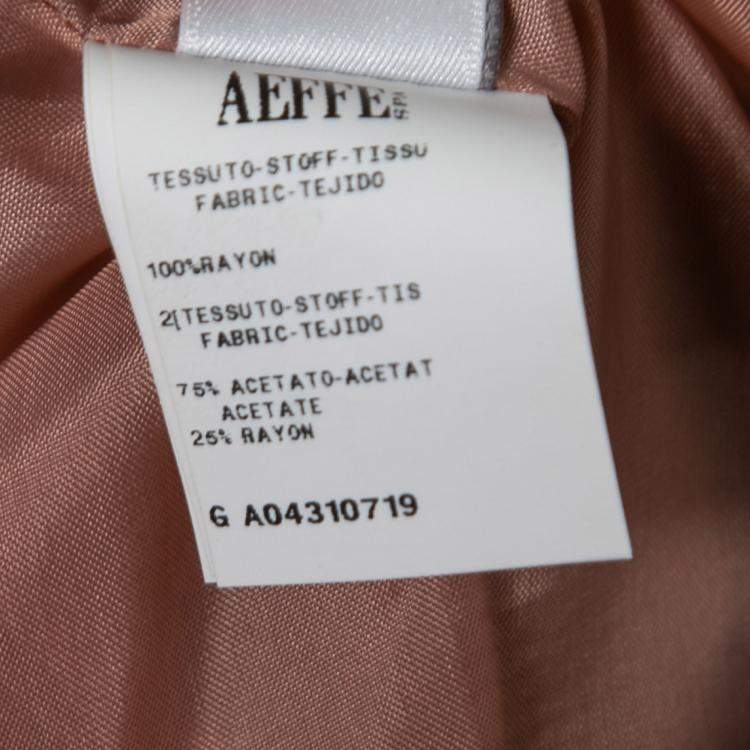 AEFFE SPA
TESSUTO-STOFF-TISSU
FABRIC-TEJIDO
100%RAYON
2[TESSUTO-STOFF-TIS
FABRIC-TEJIDO
75% ACETATO-ACETAT
ACETATE
25% RAYON
G A04310719